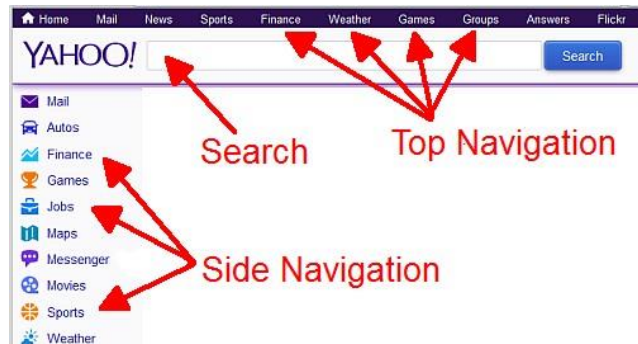 Home Mail News Sports Finance Weather Games Groups Answers Flickr
YAHOO! Search
Mail
Autos
Search Top Navigation
Finance
Games
Jobs
Maps
Messenger
Side Navigation
Movies
Sports
Weather